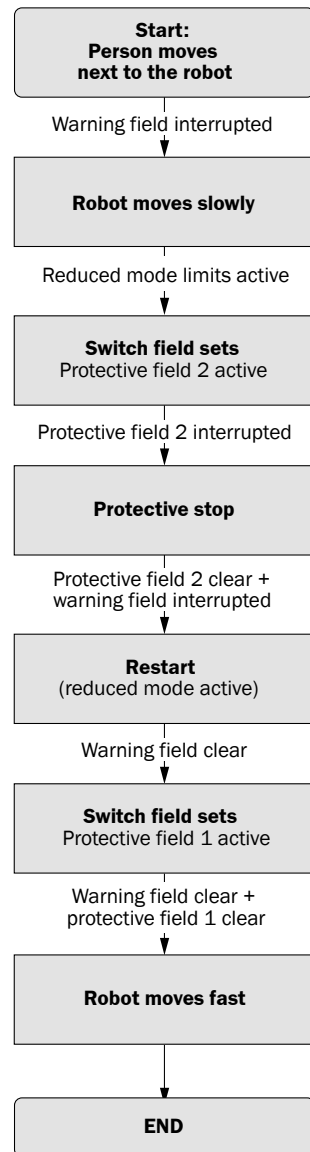 Start:
Person moves
next to the robot
Warning field interrupted
Robot moves slowly
Reduced mode limits active
Switch field sets
Protective field 2 active
Protective field 2 interrupted
Protective stop
Protective field 2 clear +
warning field interrupted
Restart
(reduced mode active)
Warning field clear
Switch field sets
Protective field 1 active
Warning field clear +
protective field 1 clear
Robot moves fast
END